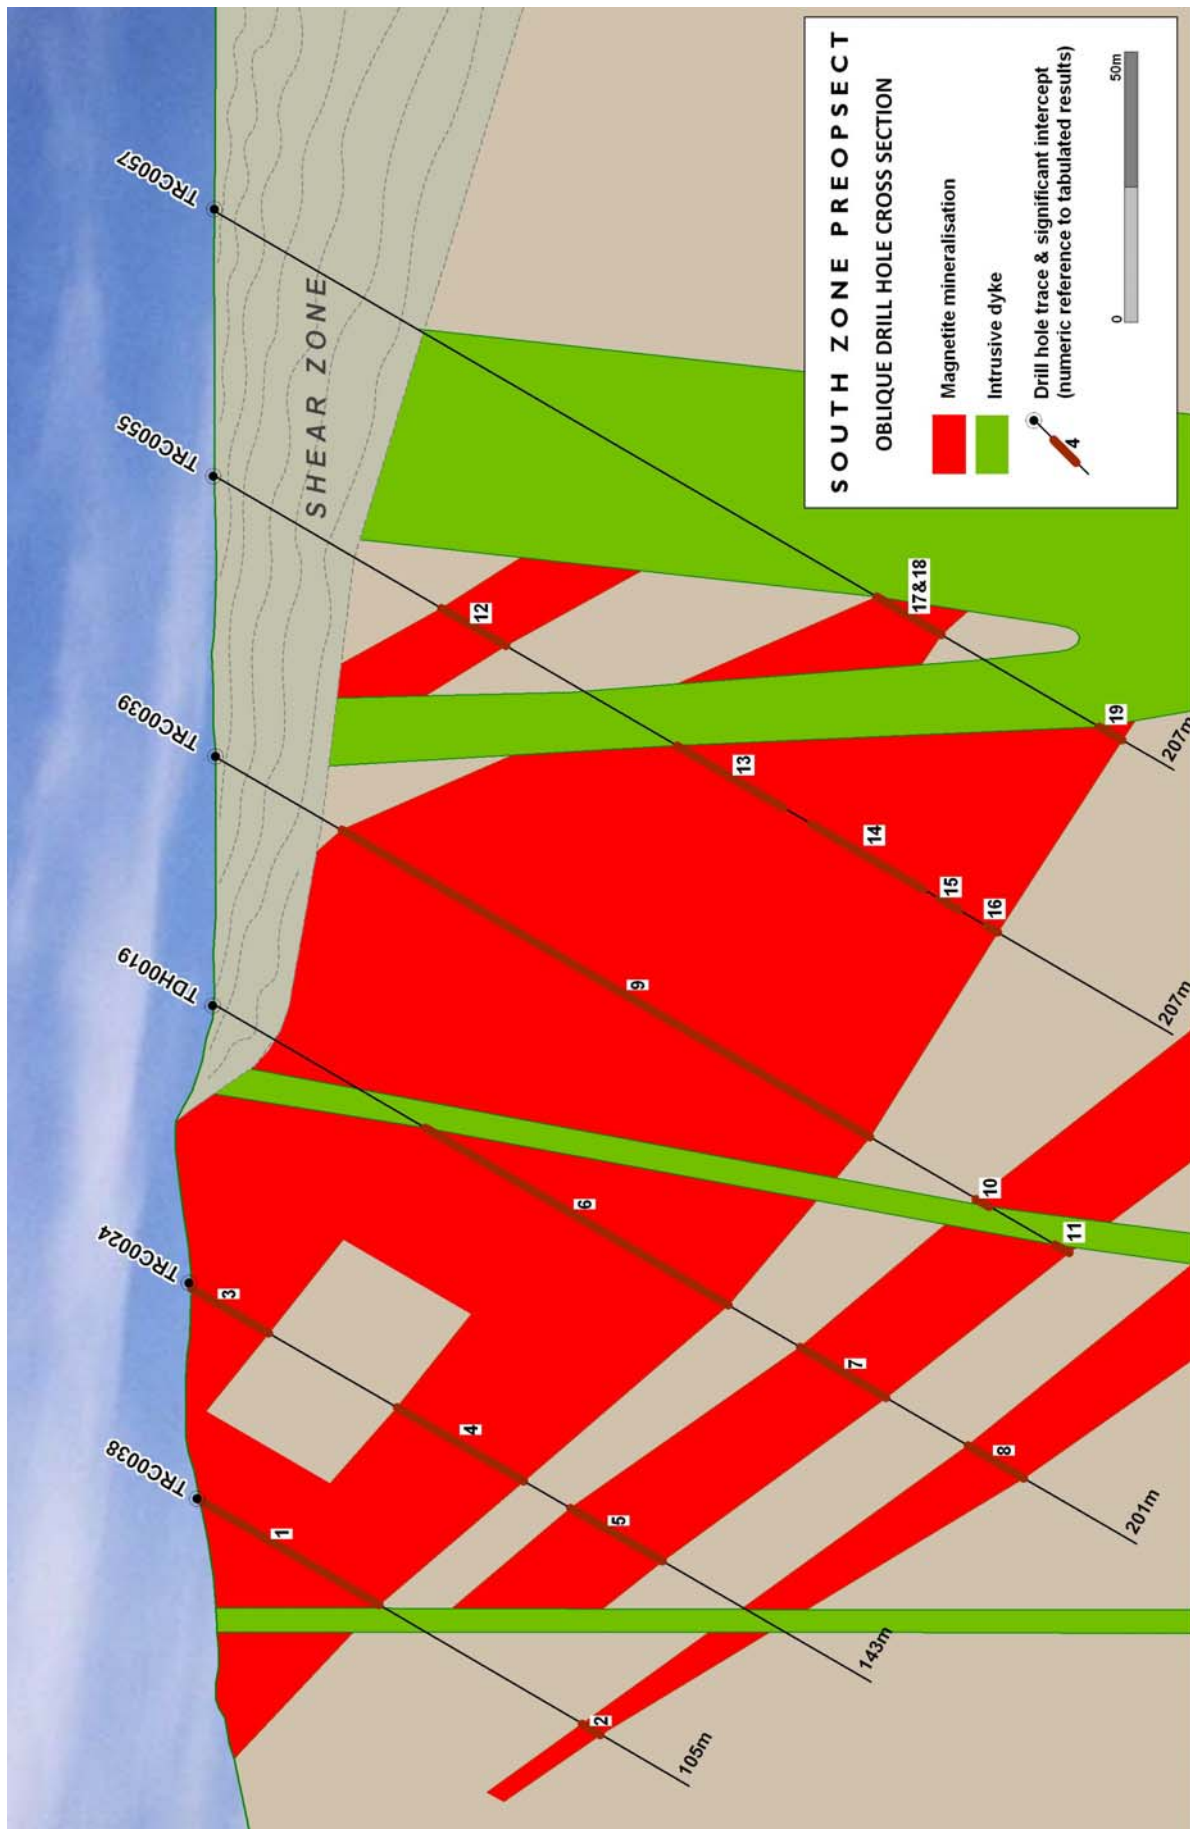 TRC0038
TRC0024
TDH0019
TRC0039
TRC0055
TRC0057
SHEAR ZONE
1
2
3
4
5
6
7
8
9
10
11
12
13
14
15
16
17&18
19
105m
143m
201m
207m
207m
SOUTH ZONE PREOPSECT
OBLIQUE DRILL HOLE CROSS SECTION
Magnetite mineralisation
Intrusive dyke
4
Drill hole trace & significant intercept
(numeric reference to tabulated results)
0
50m